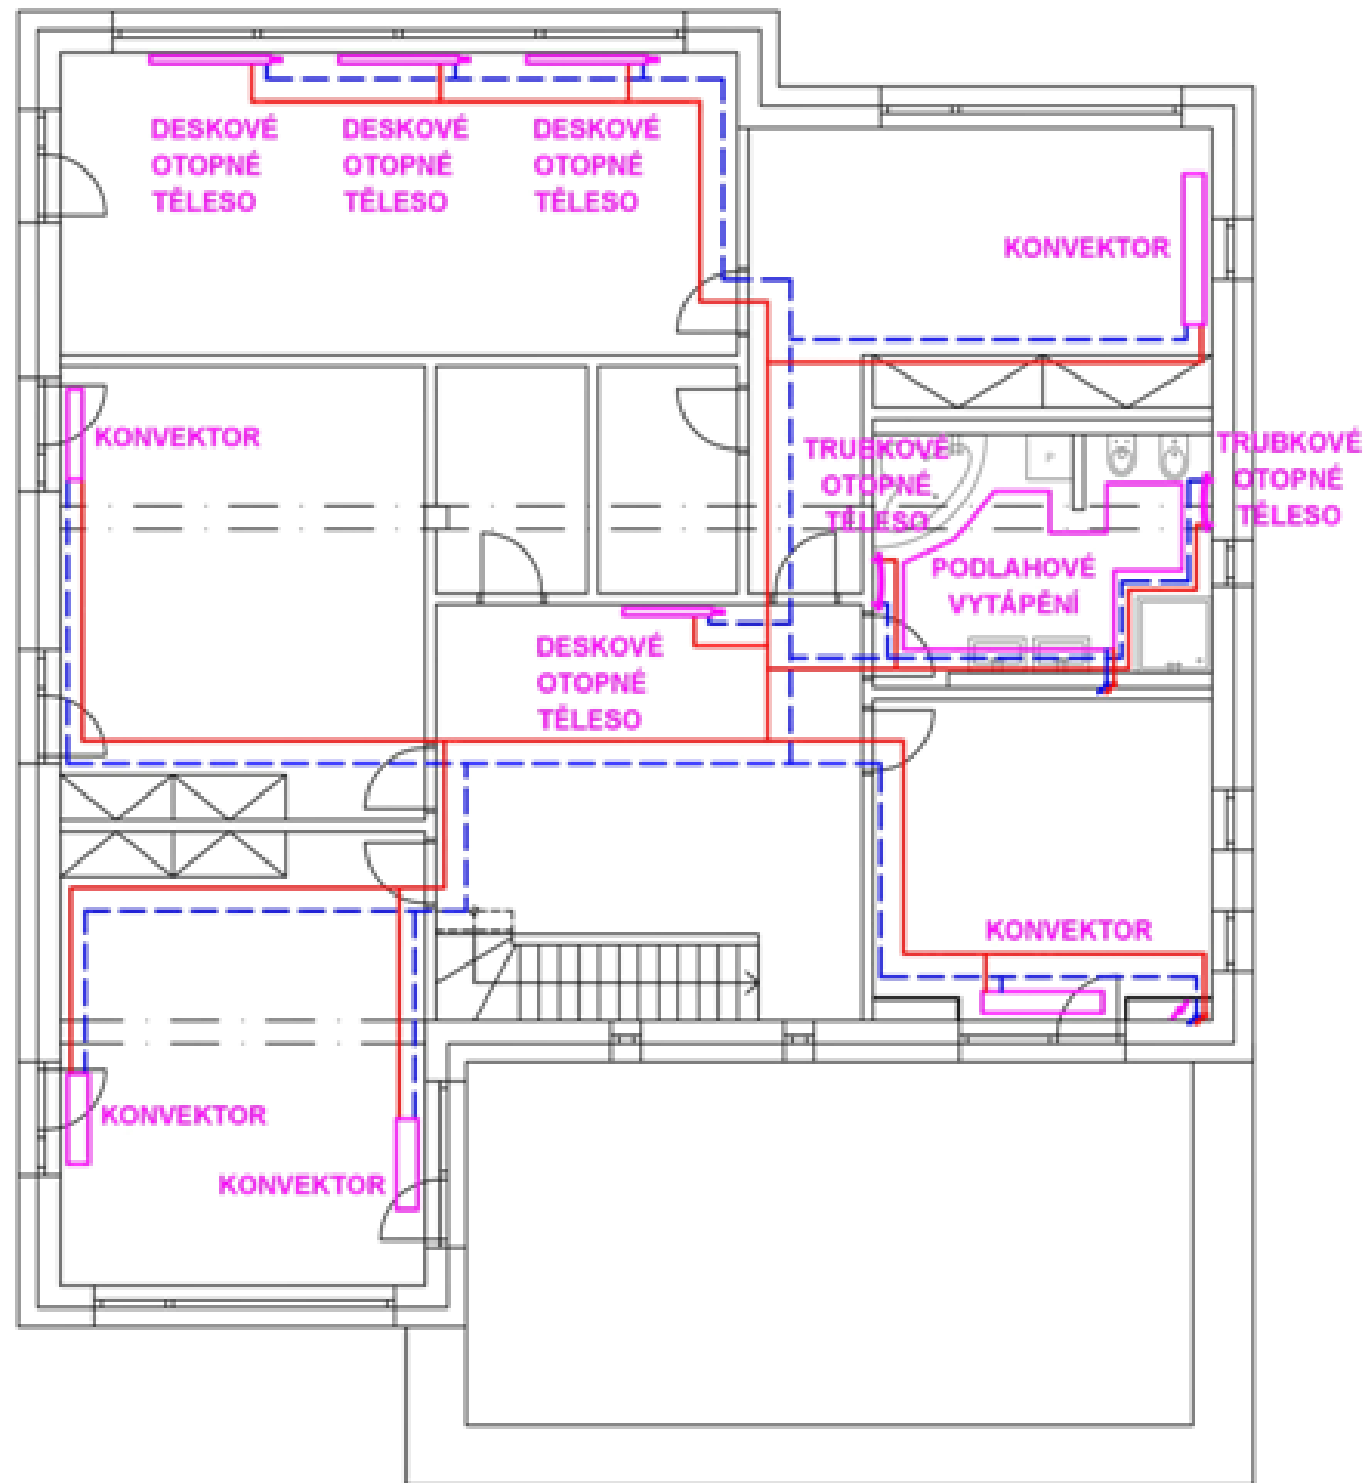 DESKOVÉ
OTOPNÉ
TĚLESO
DESKOVÉ
OTOPNÉ
TĚLESO
DESKOVÉ
OTOPNÉ
TĚLESO
KONVEKTOR
KONVEKTOR
TRUBKOVÉ
OTOPNÉ
TĚLESO
TRUBKOVÉ
OTOPNÉ
TĚLESO
PODLAHOVÉ
VYTÁPĚNÍ
DESKOVÉ
OTOPNÉ
TĚLESO
KONVEKTOR
KONVEKTOR
KONVEKTOR